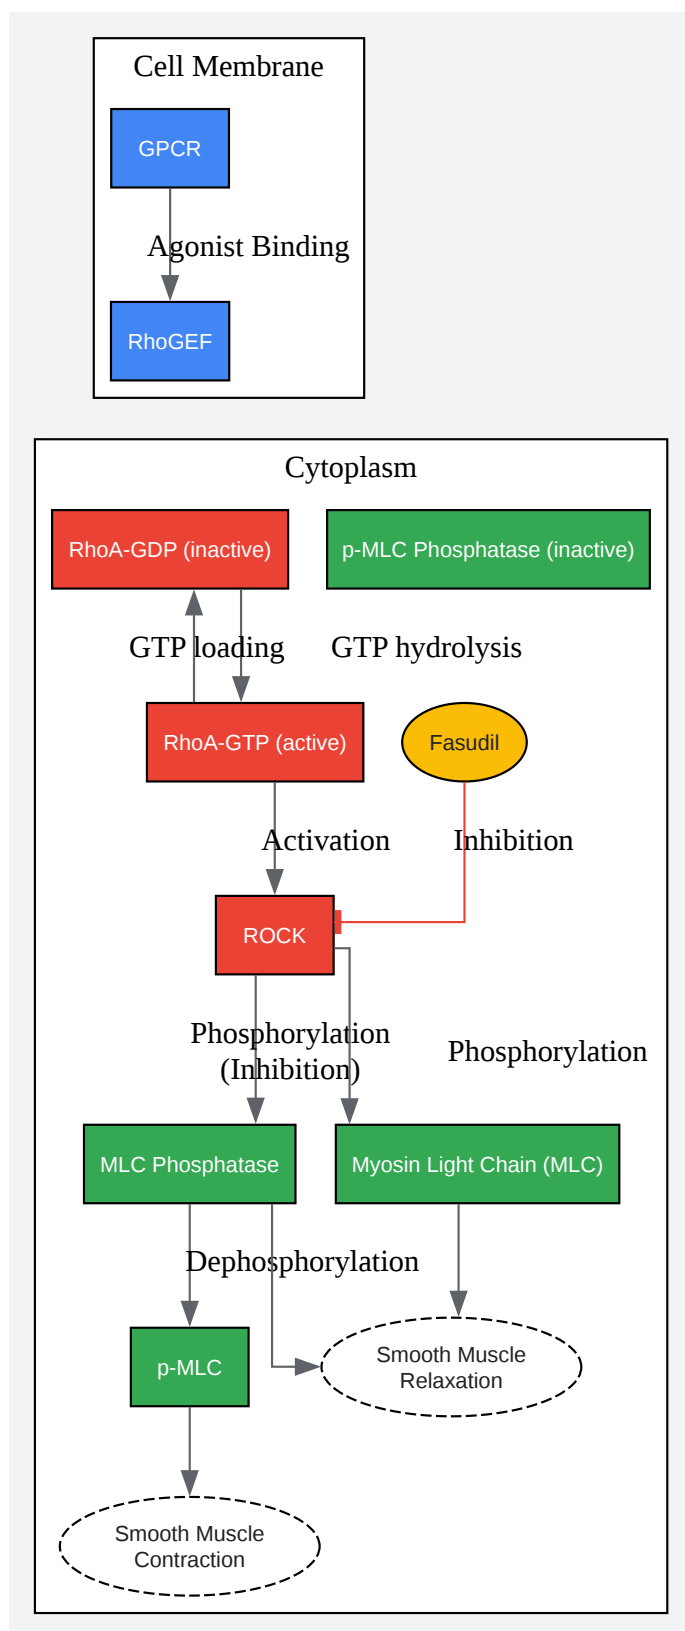 Cell Membrane
GPCR
Agonist Binding
RhoGEF
Cytoplasm
RhoA-GDP (inactive)
p-MLC Phosphatase (inactive)
GTP loading
GTP hydrolysis
RhoA-GTP (active)
Fasudil
Activation
Inhibition
ROCK
Phosphorylation
(Inhibition)
Phosphorylation
MLC Phosphatase
Myosin Light Chain (MLC)
Dephosphorylation
p-MLC
Smooth Muscle
Relaxation
Smooth Muscle
Contraction